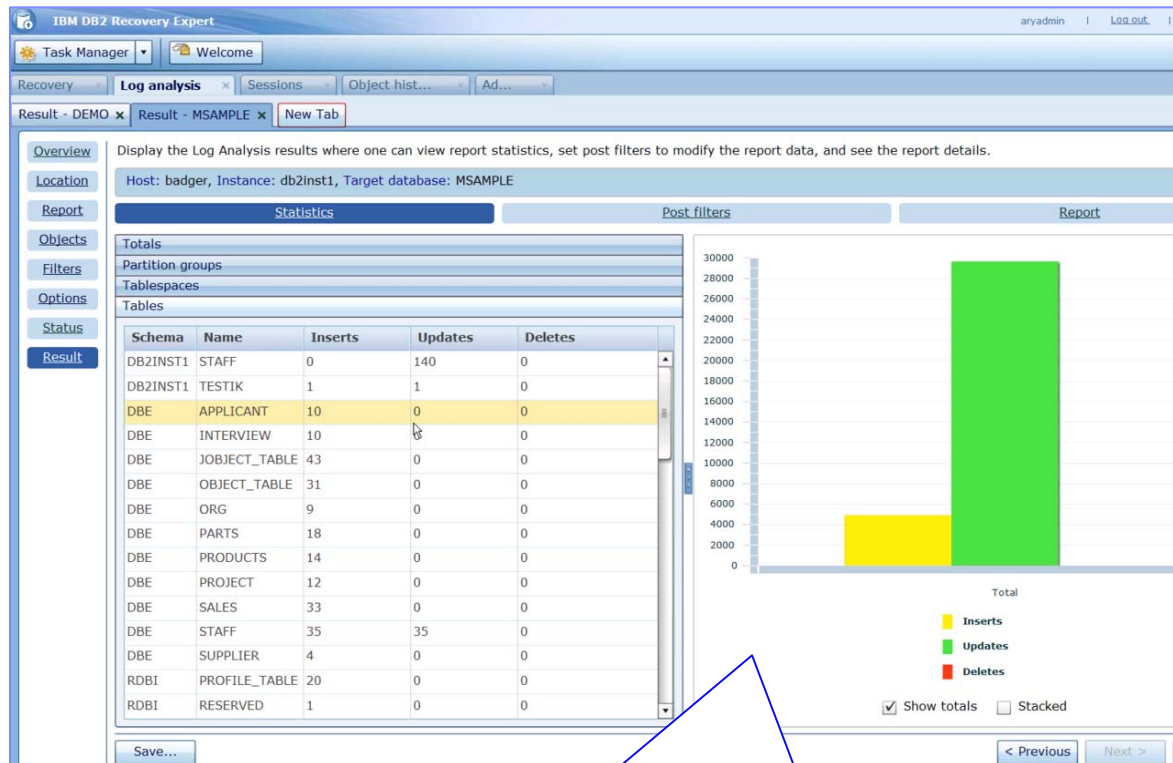 IBM DB2 Recovery Expert
aryadmin | Log out |
Task Manager Welcome
Recovery Log analysis Sessions Object hist... Ad...
Result - DEMO Result - MSAMPLE New Tab
Display the Log Analysis results where one can view report statistics, set post filters to modify the report data, and see the report details.
Host: badger, Instance: db2inst1, Target database: MSAMPLE
Overview
Location
Report
Objects
Filters
Options
Status
Result
Statistics Post filters Report
Totals
Partition groups
Tablespaces
Tables
Schema Name Inserts Updates Deletes
DB2INST1 STAFF 0 140 0
DB2INST1 TESTIK 1 1 0
DBE APPLICANT 10 0 0
DBE INTERVIEW 10 0 0
DBE JOBJECT_TABLE 43 0 0
DBE OBJECT_TABLE 31 0 0
DBE ORG 9 0 0
DBE PARTS 18 0 0
DBE PRODUCTS 14 0 0
DBE PROJECT 12 0 0
DBE SALES 33 0 0
DBE STAFF 35 35 0
DBE SUPPLIER 4 0 0
RDBI PROFILE_TABLE 20 0 0
RDBI RESERVED 1 0 0
30000
28000
26000
24000
22000
20000
18000
16000
14000
12000
10000
8000
6000
4000
2000
0
Total
Inserts
Updates
Deletes
Show totals Stacked
Save...
< Previous Next >